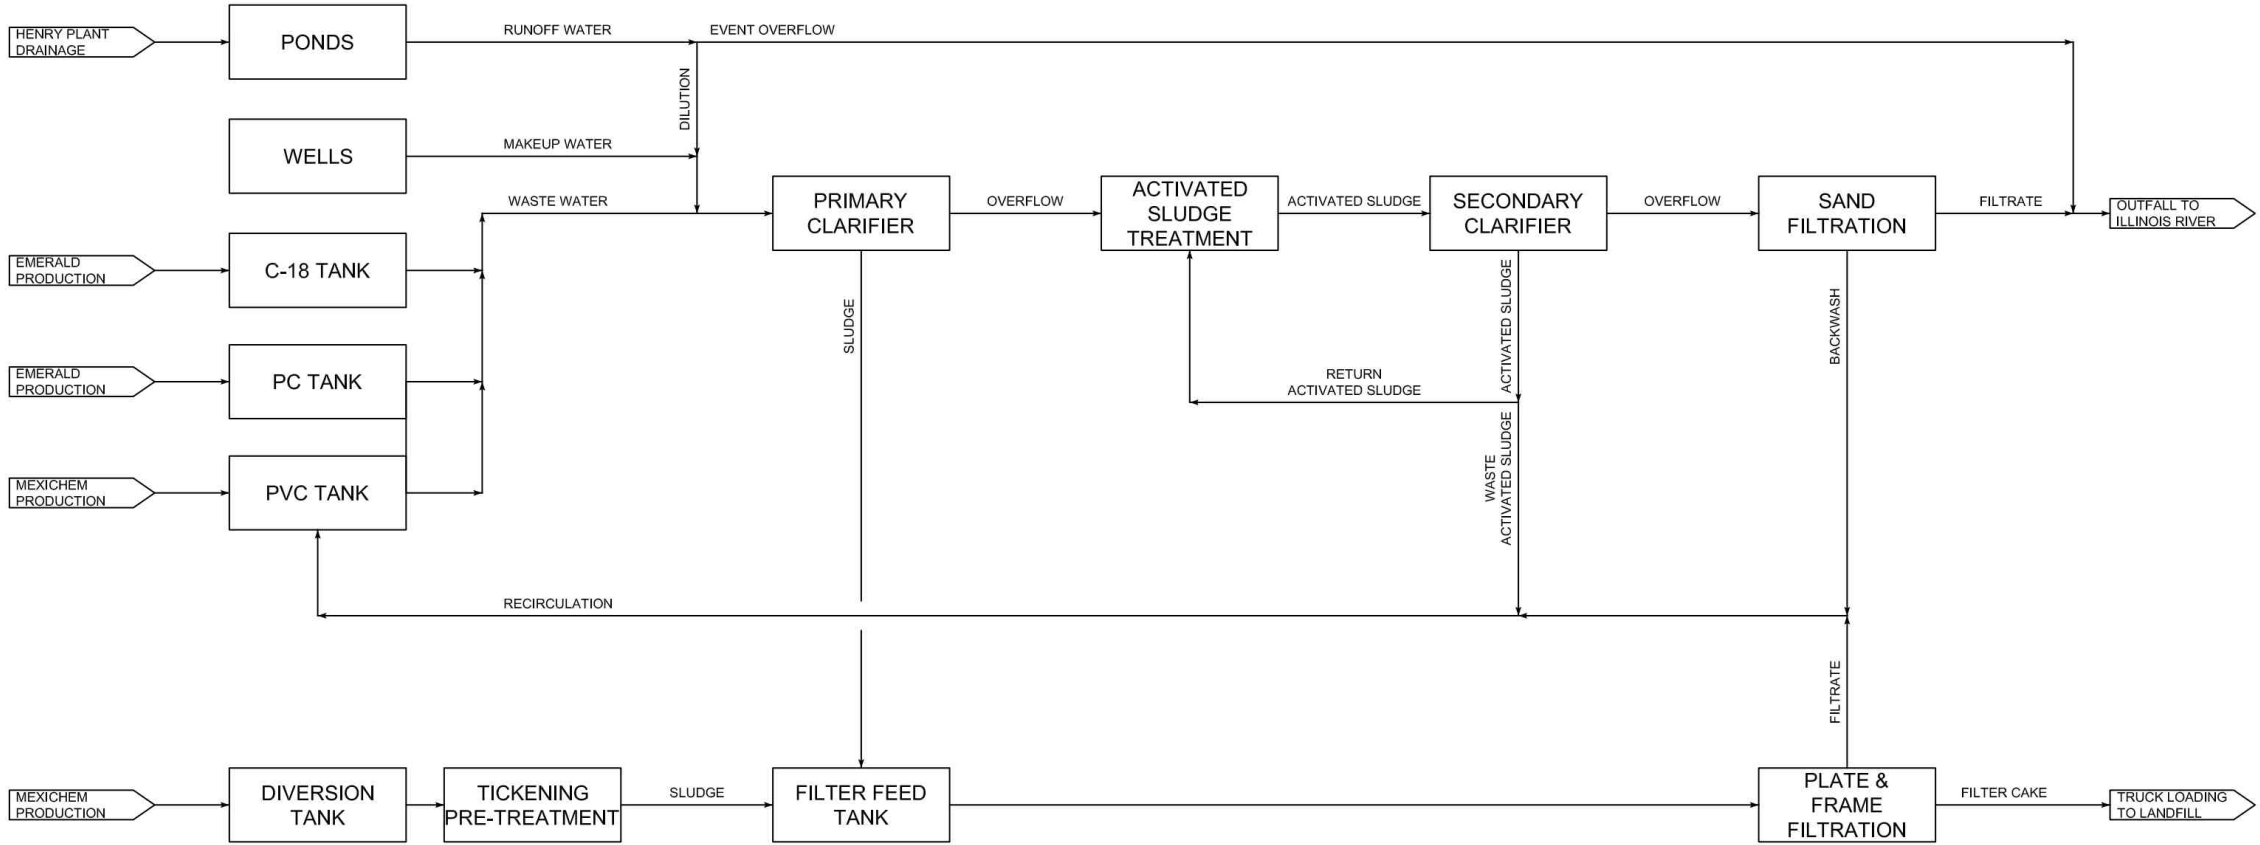 HENRY PLANT
DRAINAGE
PONDS
RUNOFF WATER
EVENT OVERFLOW
DILUTION
WELLS
MAKEUP WATER
WASTE WATER
PRIMARY
CLARIFIER
OVERFLOW
ACTIVATED
SLUDGE
TREATMENT
ACTIVATED SLUDGE
SECONDARY
CLARIFIER
OVERFLOW
SAND
FILTRATION
FILTRATE
OUTFALL TO
ILLINOIS RIVER
EMERALD
PRODUCTION
C-18 TANK
SLUDGE
ACTIVATED SLUDGE
BACKWASH
EMERALD
PRODUCTION
PC TANK
RETURN
ACTIVATED SLUDGE
MEXICHEM
PRODUCTION
PVC TANK
WASTE
ACTIVATED SLUDGE
RECIRCULATION
FILTRATE
MEXICHEM
PRODUCTION
DIVERSION
TANK
TICKENING
PRE-TREATMENT
SLUDGE
FILTER FEED
TANK
PLATE &
FRAME
FILTRATION
FILTER CAKE
TRUCK LOADING
TO LANDFILL